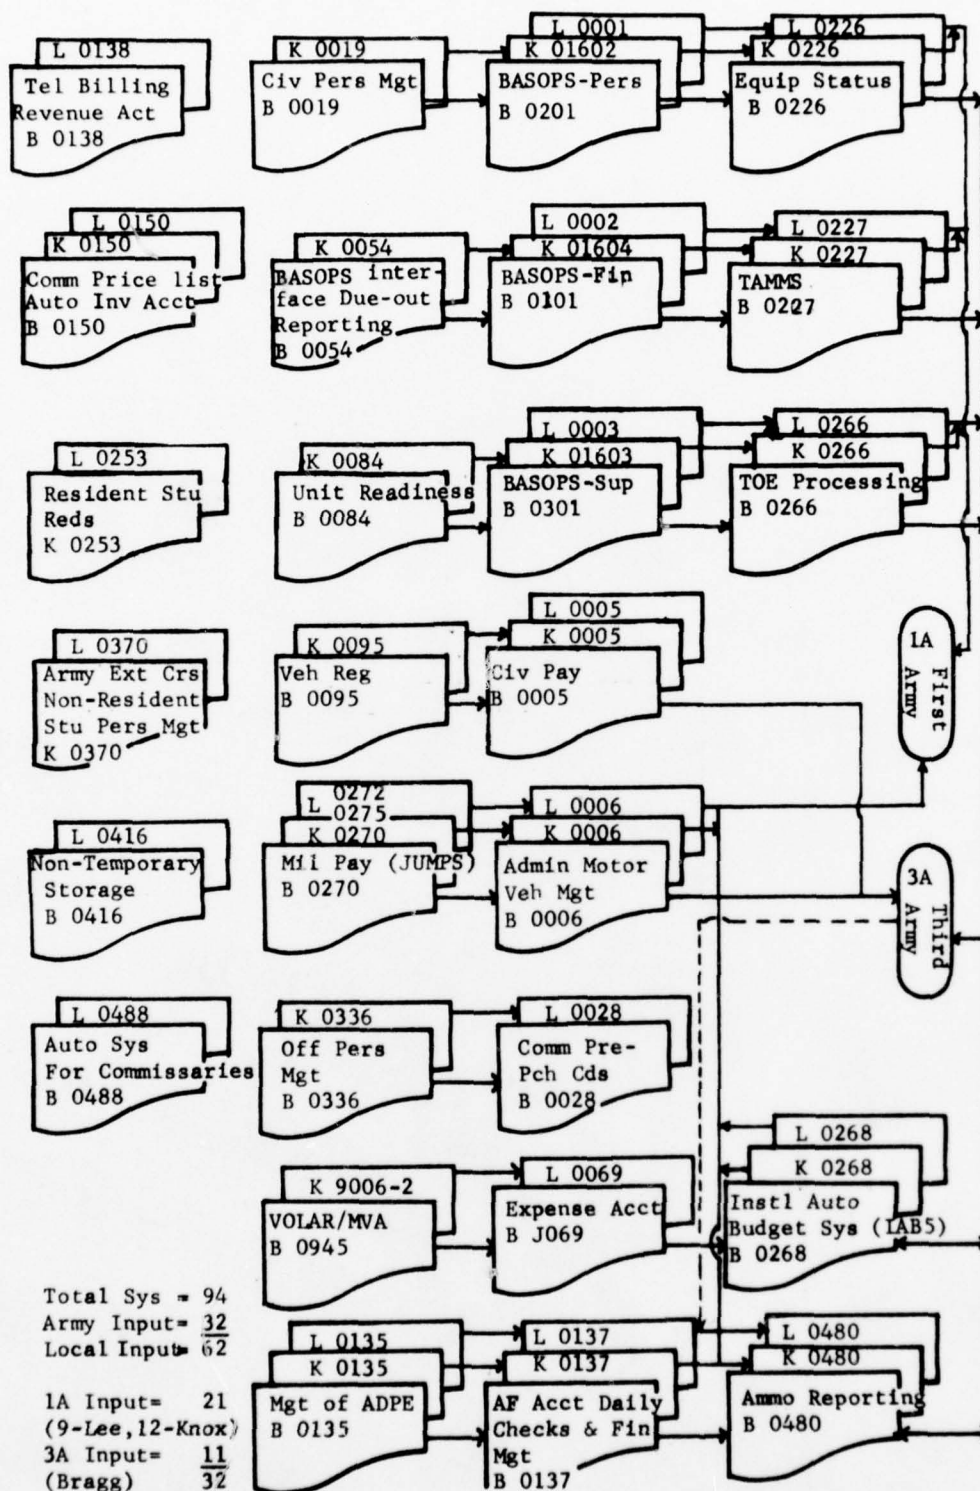 L 0138
Tel Billing
Revenue Act
B 0138
K 0019
Civ Pers Mgt
B 0019
L 0001
K 01602
BASOPS-Pers
B 0201
L 0226
K 0226
Equip Status
B 0226
L 0150
K 0150
Comm Price list
Auto Inv Acct
B 0150
K 0054
BASOPS inter-
face Due-out
Reporting
B 0054
L 0002
K 01604
BASOPS-Fin
B 0101
L 0227
K 0227
TAMMS
B 0227
L 0253
Resident Stu
Reds
K 0253
K 0084
Unit Readiness
B 0084
L 0003
K 01603
BASOPS-Sup
B 0301
L 0266
K 0266
TOE Processing
B 0266
L 0370
Army Ext Crs
Non-Resident
Stu Pers Mgt
K 0370
K 0095
Veh Reg
B 0095
L 0005
K 0005
Civ Pay
B 0005
1A
First
Army
L 0416
Non-Temporary
Storage
B 0416
L 0272
0275
K 0270
Mil Pay (JUMPS)
B 0270
L 0006
K 0006
Admin Motor
Veh Mgt
B 0006
3A
Third
Army
L 0488
Auto Sys
For Commissaries
B 0488
K 0336
Off Pers
Mgt
B 0336
L 0028
Comm Pre-
Pch Cds
B 0028
K 9006-2
VOLAR/MVA
B 0945
L 0069
Expense Acct
B J069
L 0268
K 0268
Instl Auto
Budget Sys (IAB5)
B 0268
Total Sys = 94
Army Input= 32
Local Input= 62
1A Input= 21
(9-Lee,12-Knox)
3A Input= 11
(Bragg) 32
L 0135
K 0135
Mgt of ADPE
B 0135
L 0137
K 0137
AF Acct Daily
Checks & Fin
Mgt
B 0137
L 0480
K 0480
Ammo Reporting
B 0480